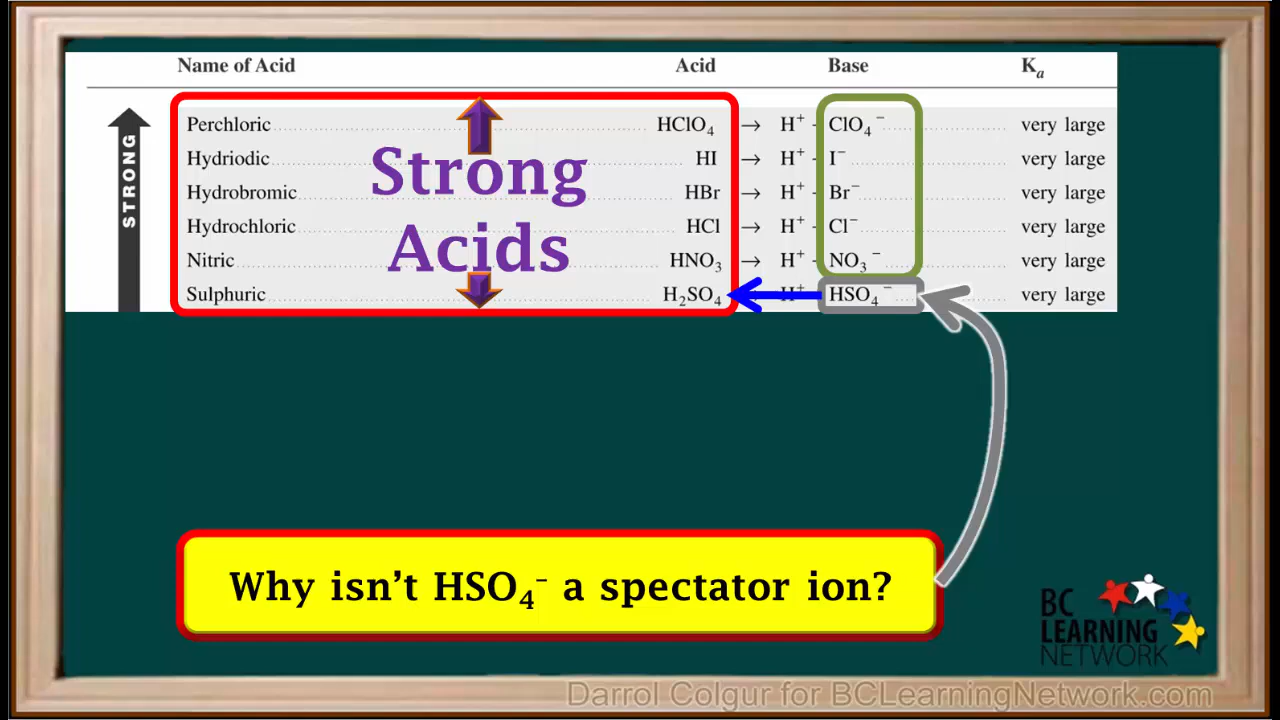 Name of Acid Acid Base Kₐ
STRONG
Perchloric HClO₄ → H⁺ ClO₄⁻ very large
Hydriodic HI → H⁺ I⁻ very large
Hydrobromic HBr → H⁺ Br⁻ very large
Hydrochloric HCl → H⁺ Cl⁻ very large
Nitric HNO₃ → H⁺ NO₃⁻ very large
Sulphuric H₂SO₄ H⁺ HSO₄⁻ very large
Strong
Acids
Why isn’t HSO₄⁻ a spectator ion?
BC
LEARNING
NETWORK
Darrol Colgur for BCLearningNetwork.com